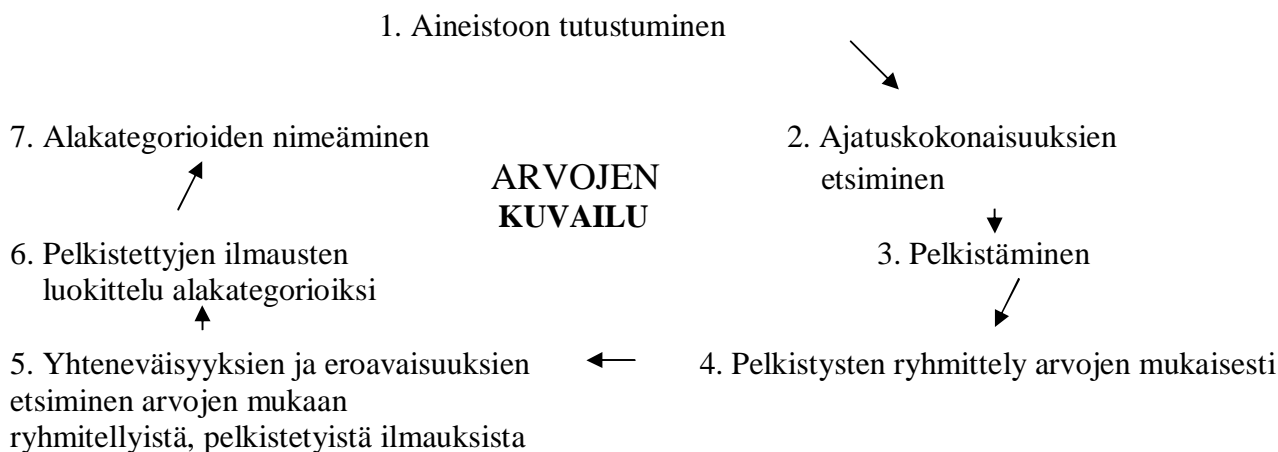 1. Aineistoon tutustuminen
2. Ajatuskokonaisuuksien
etsiminen
3. Pelkistäminen
4. Pelkistysten ryhmittely arvojen mukaisesti
5. Yhteneväisyyksien ja eroavaisuuksien
etsiminen arvojen mukaan
ryhmitellyistä, pelkistetyistä ilmauksista
6. Pelkistettyjen ilmausten
luokittelu alakategorioiksi
7. Alakategorioiden nimeäminen
ARVOJEN
KUVAILU